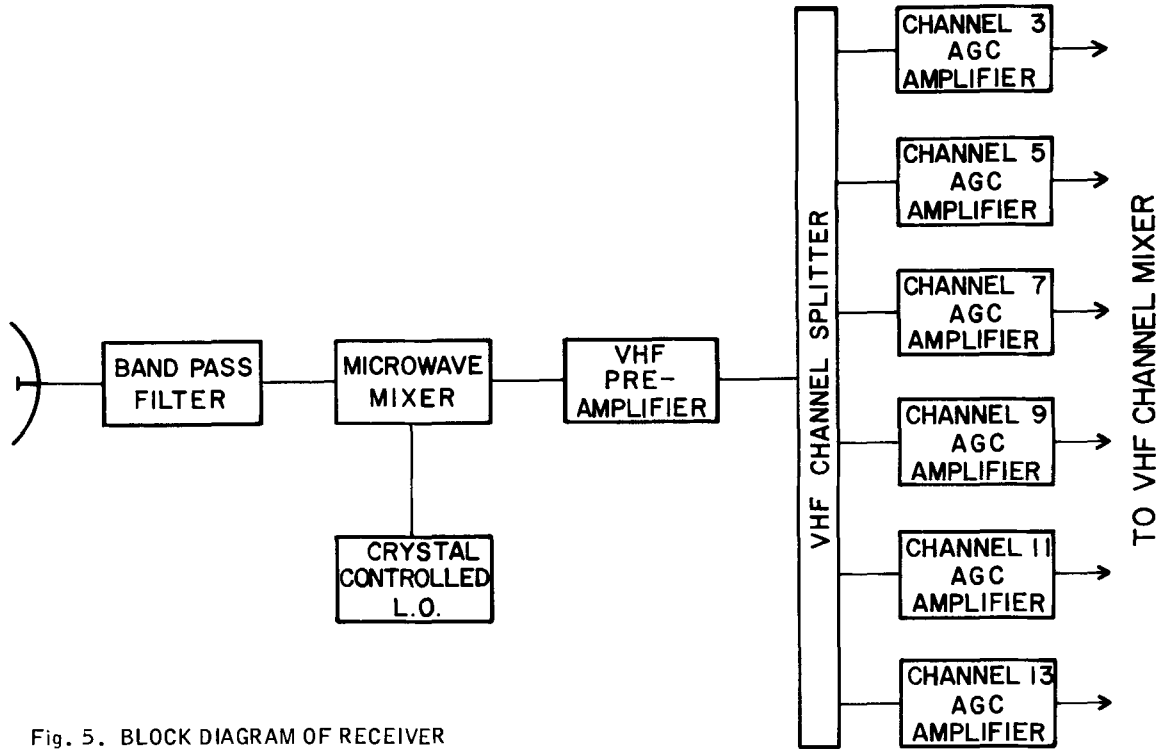 BAND PASS
FILTER
MICROWAVE
MIXER
CRYSTAL
CONTROLLED
L.O.
VHF
PRE-
AMPLIFIER
VHF CHANNEL SPLITTER
CHANNEL 3
AGC
AMPLIFIER
CHANNEL 5
AGC
AMPLIFIER
CHANNEL 7
AGC
AMPLIFIER
CHANNEL 9
AGC
AMPLIFIER
CHANNEL 11
AGC
AMPLIFIER
CHANNEL 13
AGC
AMPLIFIER
TO VHF CHANNEL MIXER
Fig. 5. BLOCK DIAGRAM OF RECEIVER